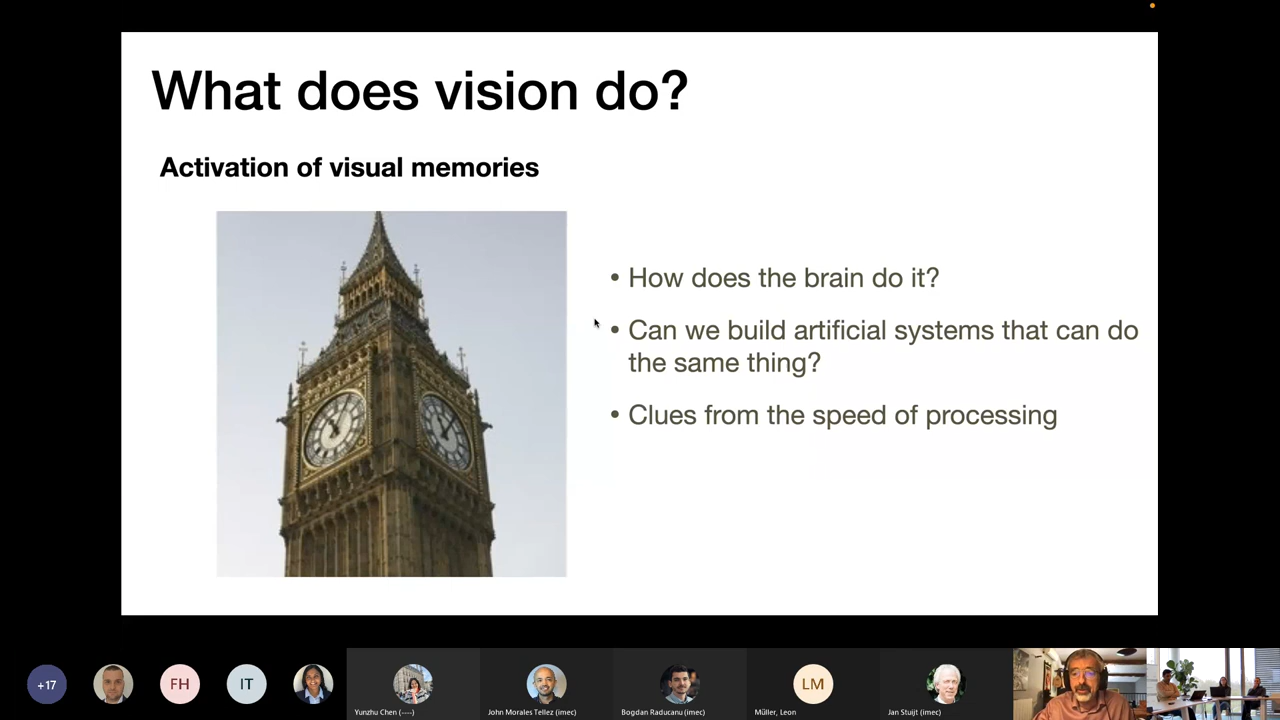 What does vision do?
Activation of visual memories
• How does the brain do it?
• Can we build artificial systems that can do
the same thing?
• Clues from the speed of processing
+17
FH
IT
LM
Yunzhu Chen (----)
John Morales Tellez (imec)
Bogdan Raducanu (imec)
Müller, Leon
Jan Stuijt (imec)